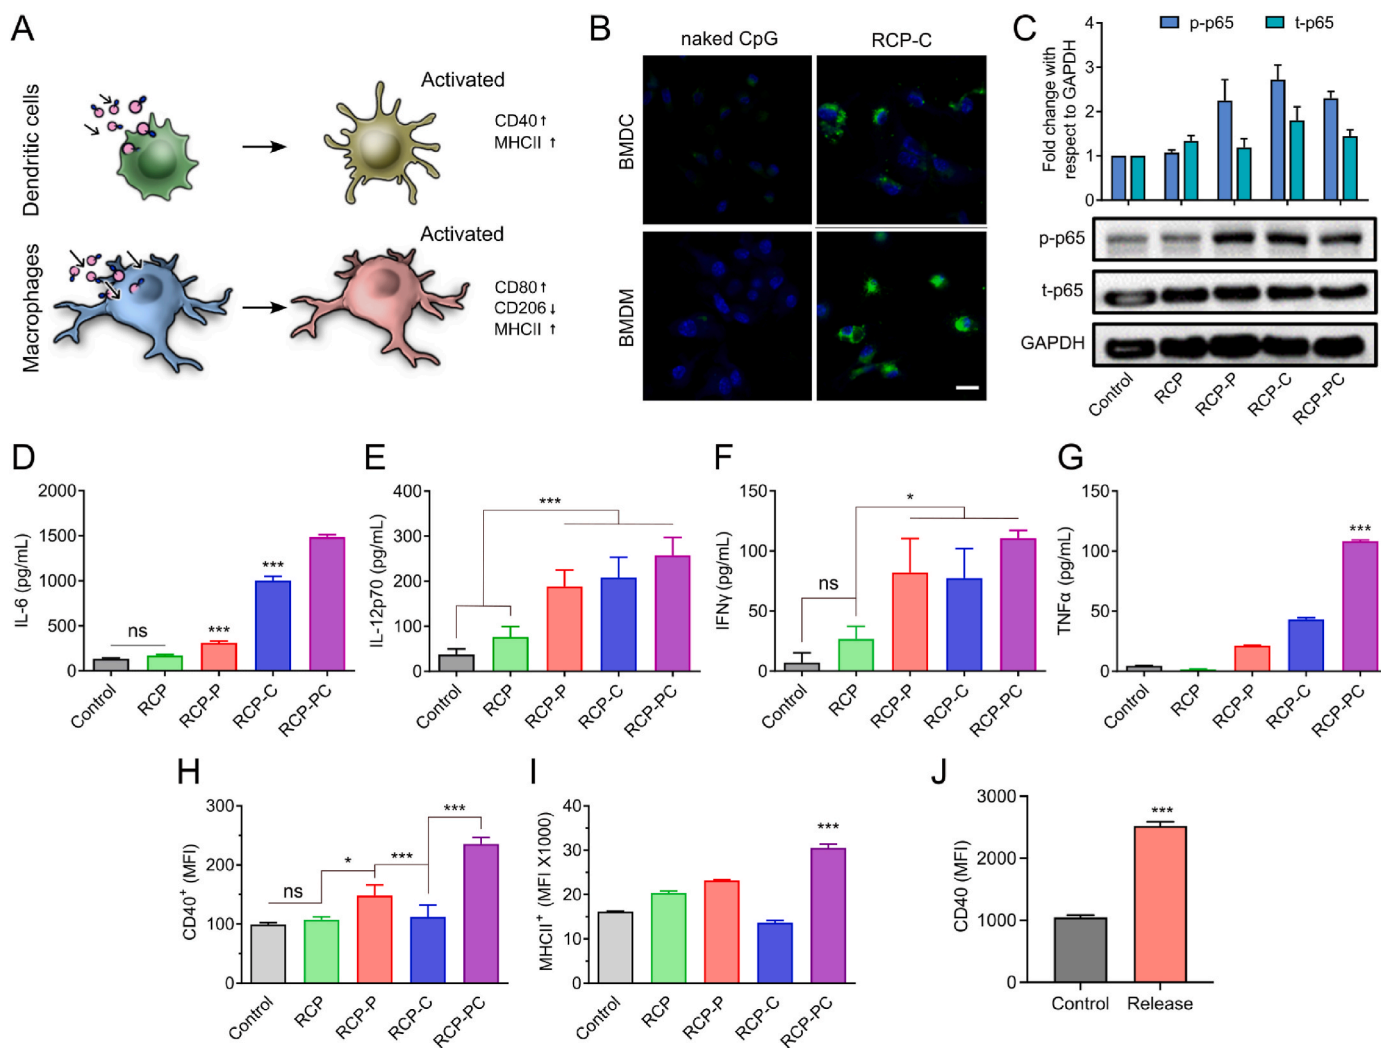 A
Dendritic cells
Activated
CD40↑
MHCII ↑
Macrophages
Activated
CD80↑
CD206↓
MHCII ↑
B
naked CpG
RCP-C
BMDC
BMDM
C
p-p65
t-p65
Fold change with
respect to GAPDH
4
3
2
1
0
p-p65
t-p65
GAPDH
Control
RCP
RCP-P
RCP-C
RCP-PC
D
IL-6 (pg/mL)
2000
1500
1000
500
0
ns
***
***
Control
RCP
RCP-P
RCP-C
RCP-PC
E
IL-12p70 (pg/mL)
400
300
200
100
0
***
Control
RCP
RCP-P
RCP-C
RCP-PC
F
IFNγ (pg/mL)
150
100
50
0
ns
*
Control
RCP
RCP-P
RCP-C
RCP-PC
G
TNFα (pg/mL)
150
100
50
0
***
Control
RCP
RCP-P
RCP-C
RCP-PC
H
CD40⁺ (MFI)
300
200
100
0
ns
*
***
***
Control
RCP
RCP-P
RCP-C
RCP-PC
I
MHCII⁺ (MFI X1000)
40
30
20
10
0
***
Control
RCP
RCP-P
RCP-C
RCP-PC
J
CD40 (MFI)
3000
2000
1000
0
***
Control
Release